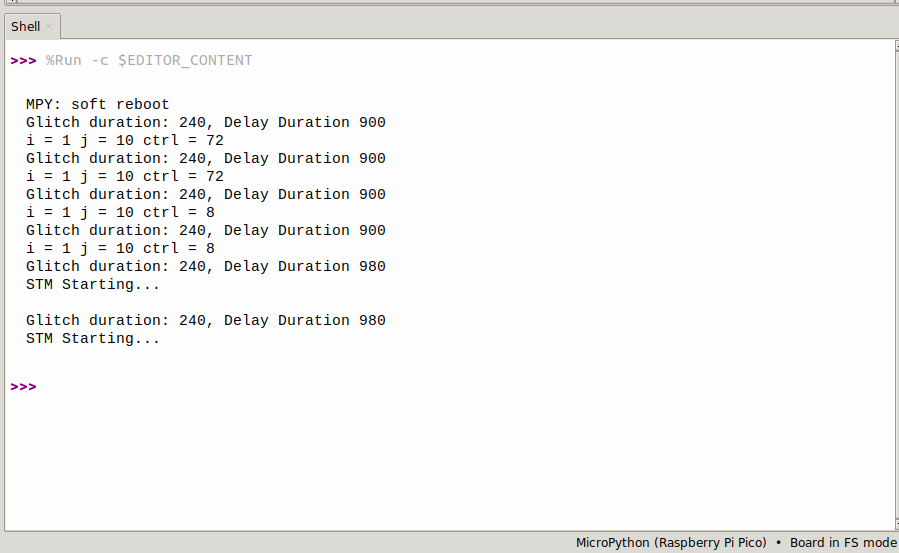 Shell
>>> %Run -c $EDITOR_CONTENT
MPY: soft reboot
Glitch duration: 240, Delay Duration 900
i = 1 j = 10 ctrl = 72
Glitch duration: 240, Delay Duration 900
i = 1 j = 10 ctrl = 72
Glitch duration: 240, Delay Duration 900
i = 1 j = 10 ctrl = 8
Glitch duration: 240, Delay Duration 900
i = 1 j = 10 ctrl = 8
Glitch duration: 240, Delay Duration 980
STM Starting...
Glitch duration: 240, Delay Duration 980
STM Starting...
>>>
MicroPython (Raspberry Pi Pico) • Board in FS mode